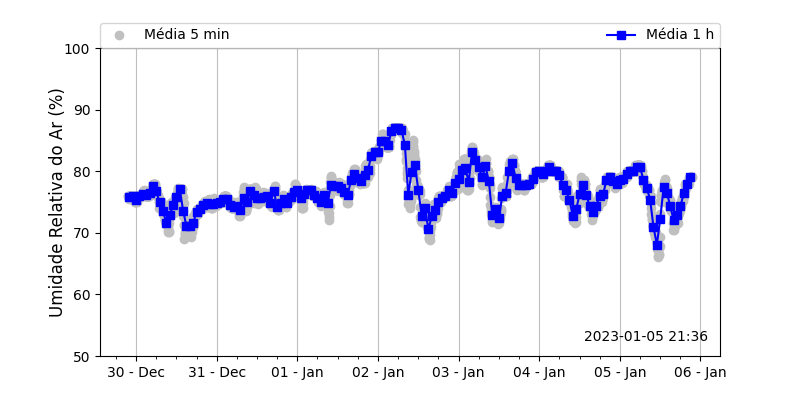 Média 5 min
Média 1 h
Umidade Relativa do Ar (%)
100
90
80
70
60
50
2023-01-05 21:36
30 - Dec
31 - Dec
01 - Jan
02 - Jan
03 - Jan
04 - Jan
05 - Jan
06 - Jan